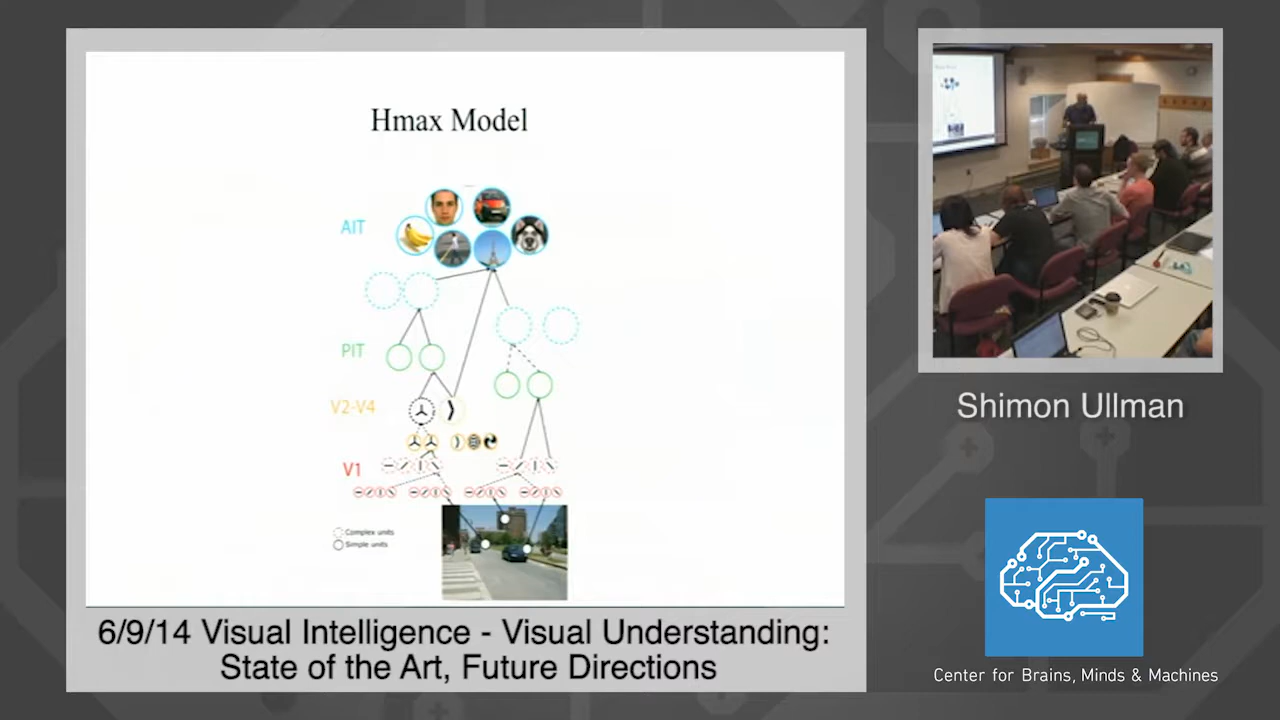 Hmax Model
AIT
PIT
V2-V4
V1
Complex units
Simple units
6/9/14 Visual Intelligence - Visual Understanding:
State of the Art, Future Directions
Shimon Ullman
Center for Brains, Minds & Machines